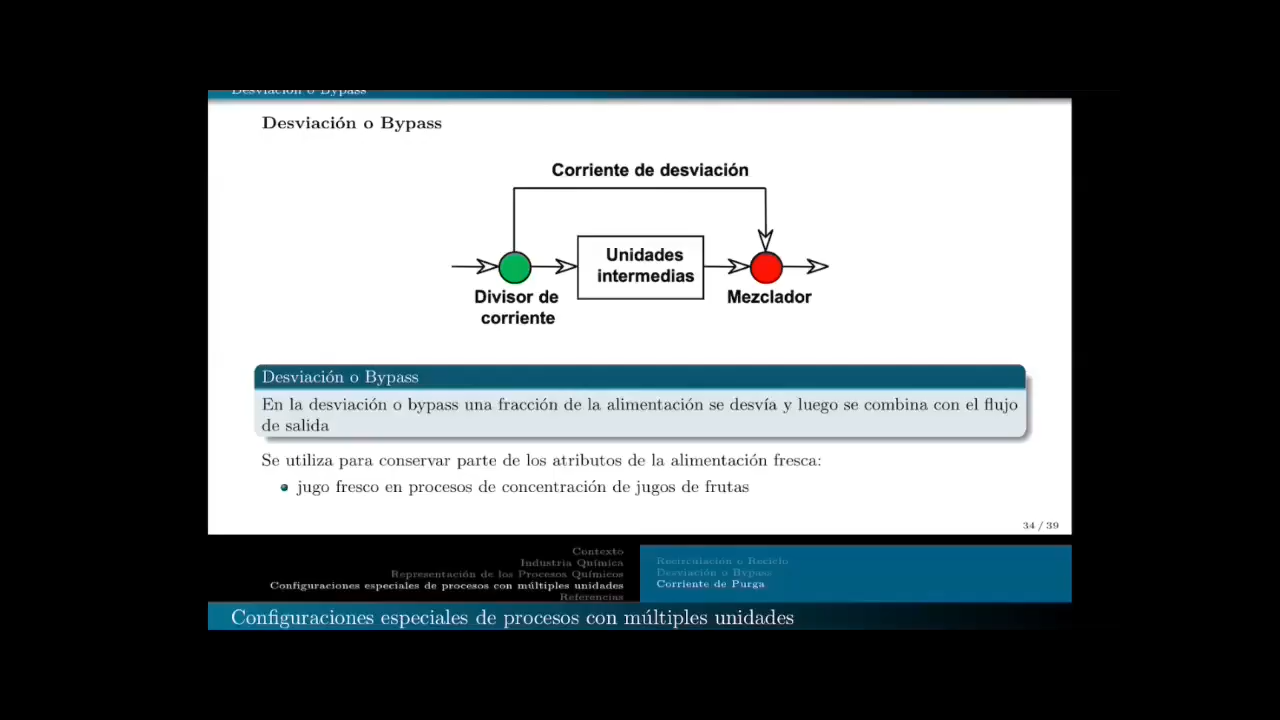 Desviación o Bypass
Desviación o Bypass
Corriente de desviación
Unidades
intermedias
Divisor de
corriente
Mezclador
Desviación o Bypass
En la desviación o bypass una fracción de la alimentación se desvía y luego se combina con el flujo
de salida
Se utiliza para conservar parte de los atributos de la alimentación fresca:
jugo fresco en procesos de concentración de jugos de frutas
34 / 39
Contexto
Industria Química
Representación de los Procesos Químicos
Configuraciones especiales de procesos con múltiples unidades
Referencias
Recirculación o Reciclo
Desviación o Bypass
Corriente de Purga
Configuraciones especiales de procesos con múltiples unidades